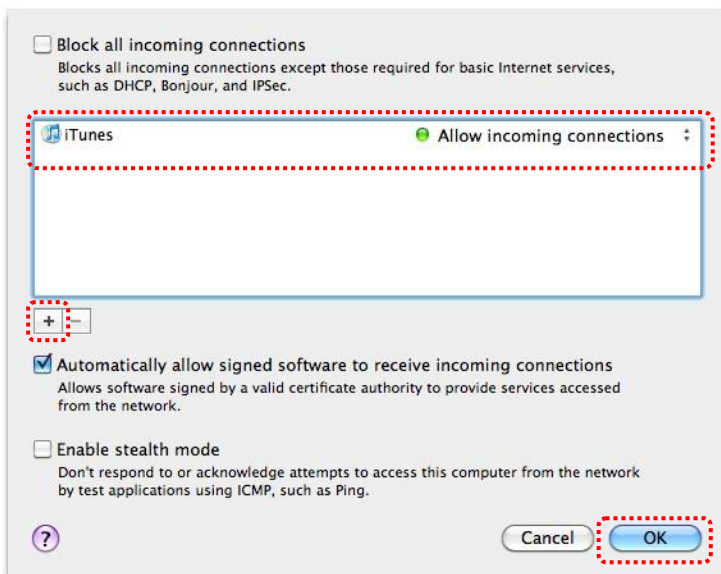 Block all incoming connections
Blocks all incoming connections except those required for basic Internet services,
such as DHCP, Bonjour, and IPSec.
iTunes Allow incoming connections
+ −
Automatically allow signed software to receive incoming connections
Allows software signed by a valid certificate authority to provide services accessed
from the network.
Enable stealth mode
Don't respond to or acknowledge attempts to access this computer from the network
by test applications using ICMP, such as Ping.
? Cancel OK